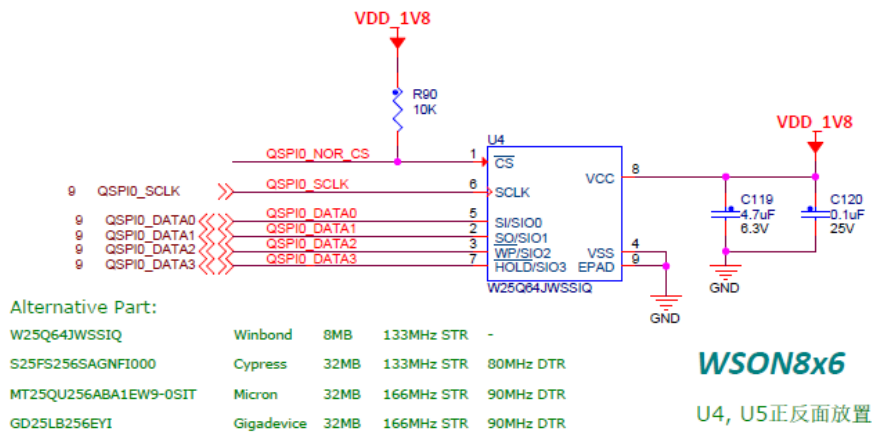 VDD_1V8
R90
10K
U4
VDD_1V8
QSPI0_NOR_CS 1 CS VCC 8
9 QSPI0_SCLK QSPI0_SCLK 6 SCLK
C119
4.7uF
6.3V
C120
0.1uF
25V
9 QSPI0_DATA0 QSPI0_DATA0 5 SI/SIO0
9 QSPI0_DATA1 QSPI0_DATA1 2 SO/SIO1
9 QSPI0_DATA2 QSPI0_DATA2 3 WP/SIO2 VSS 4
9 QSPI0_DATA3 QSPI0_DATA3 7 HOLD/SIO3 EPAD 9
W25Q64JWSSIQ
GND
GND
Alternative Part:
W25Q64JWSSIQ Winbond 8MB 133MHz STR -
S25FS256SAGNFI000 Cypress 32MB 133MHz STR 80MHz DTR
MT25QU256ABA1EW9-0SIT Micron 32MB 166MHz STR 90MHz DTR
GD25LB256EYI Gigadevice 32MB 166MHz STR 90MHz DTR
WSON8x6
U4, U5正反面放置